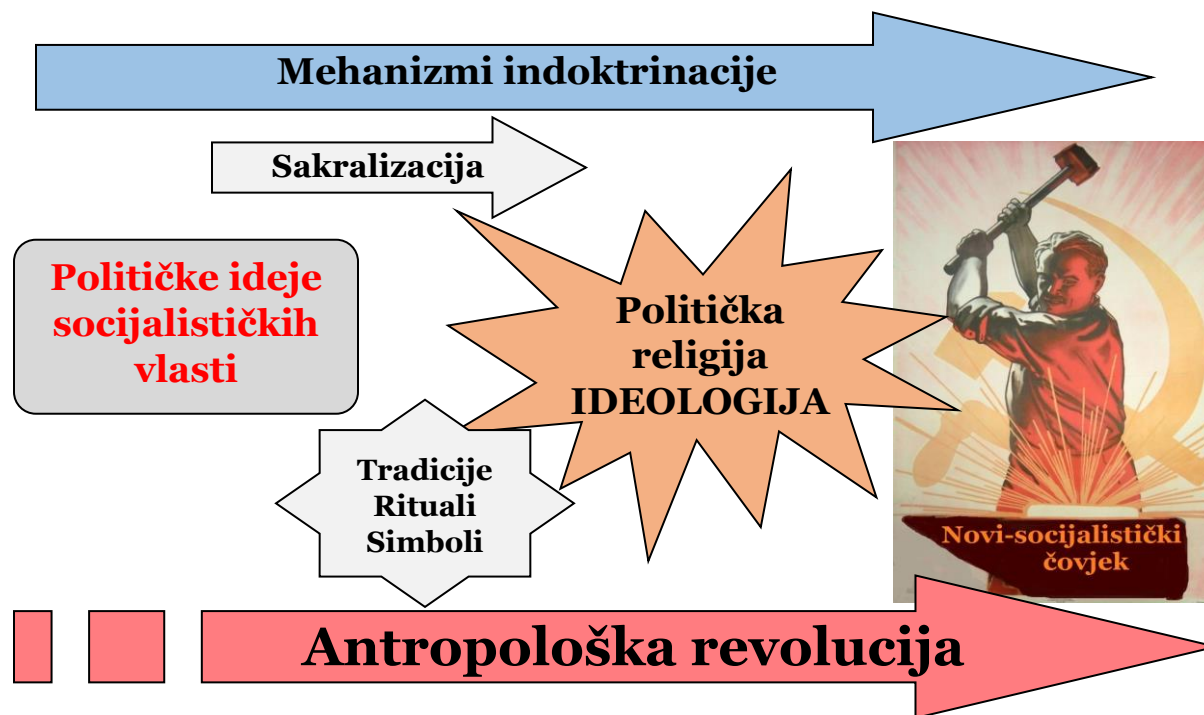 Mehanizmi indoktrinacije
Sakralizacija
Političke ideje
socijalističkih
vlasti
Politička
religija
IDEOLOGIJA
Tradicije
Rituali
Simboli
Novi-socijalistički
čovjek
Antropološka revolucija